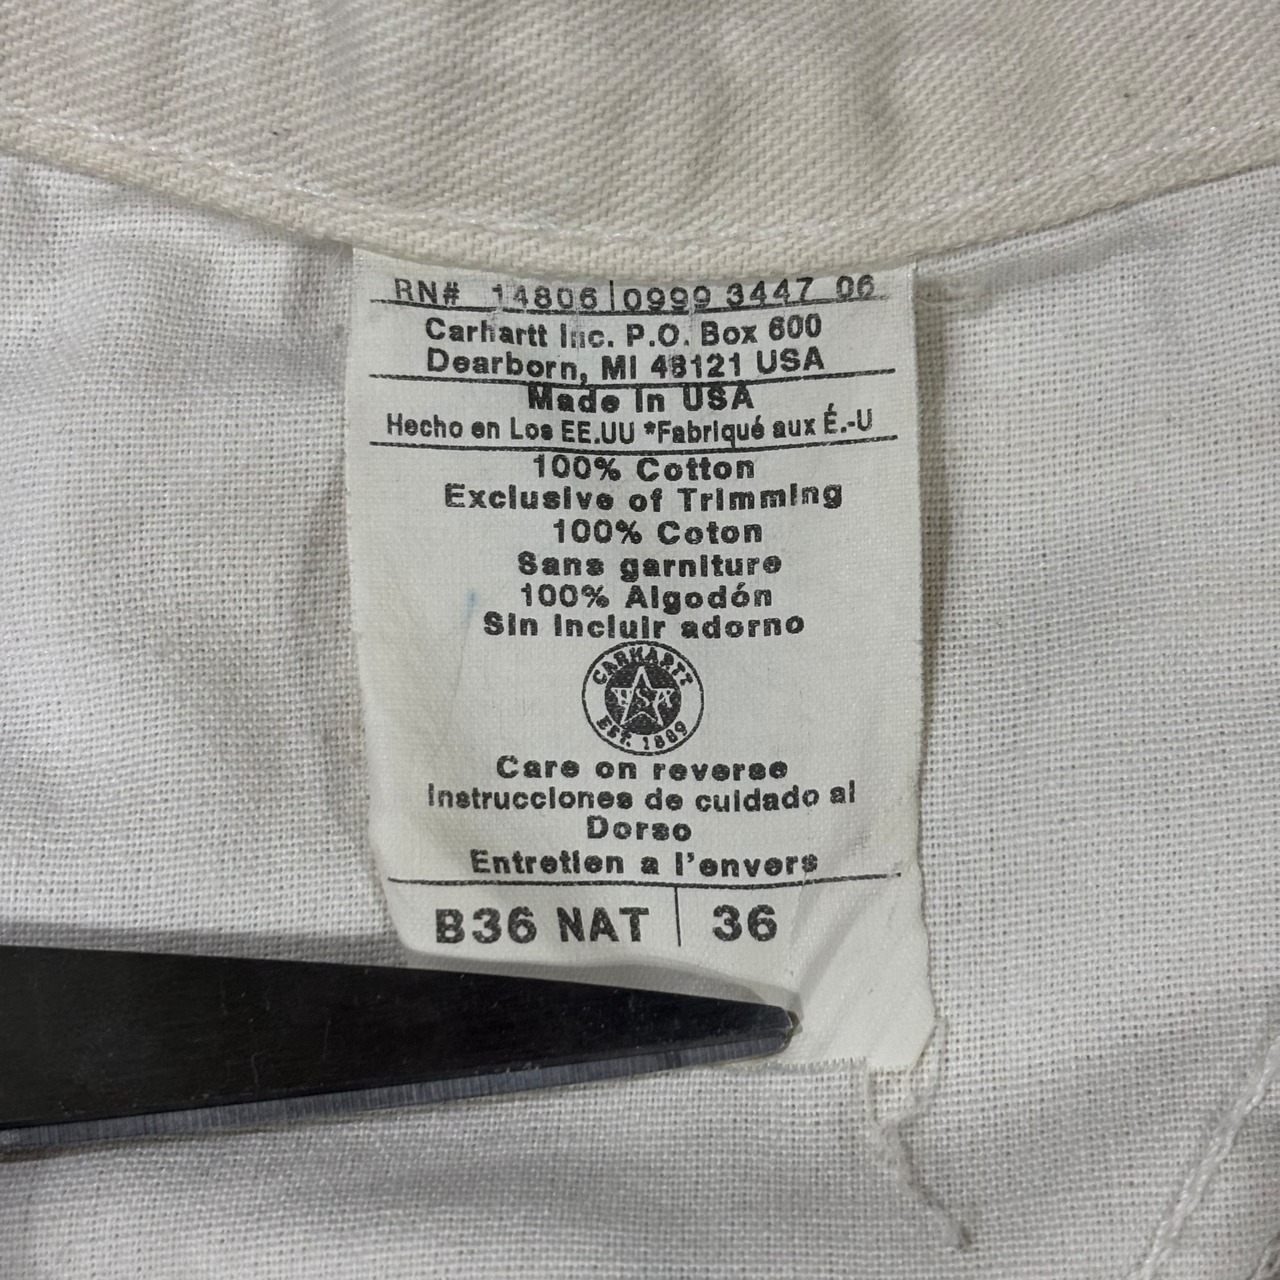 RN# 14806 | 0999 3447 06
Carhartt Inc. P.O. Box 600
Dearborn, MI 48121 USA
Made in USA
Hecho en Los EE.UU *Fabriqué aux É.-U
100% Cotton
Exclusive of Trimming
100% Coton
Sans garniture
100% Algodón
Sin incluir adorno
CARHARTT
USA
EST. 1889
Care on reverse
Instrucciones de cuidado al
Dorso
Entretien a l'envers
B36 NAT | 36